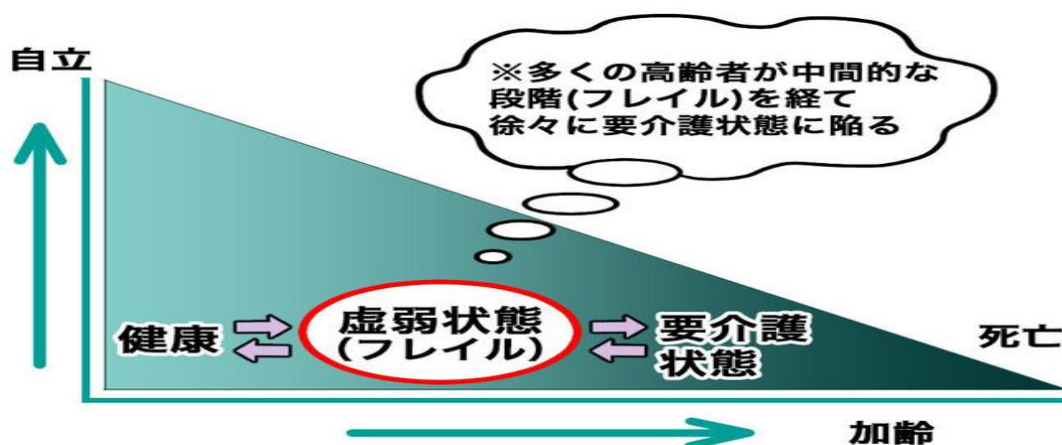 自立
※多くの高齢者が中間的な
段階(フレイル)を経て
徐々に要介護状態に陥る
健康
虚弱状態
(フレイル)
要介護
状態
死亡
加齢